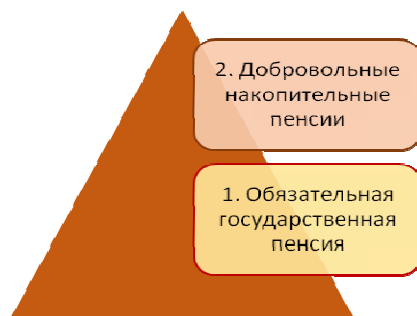 2. Добровольные
накопительные
пенсии
1. Обязательная
государственная
пенсия